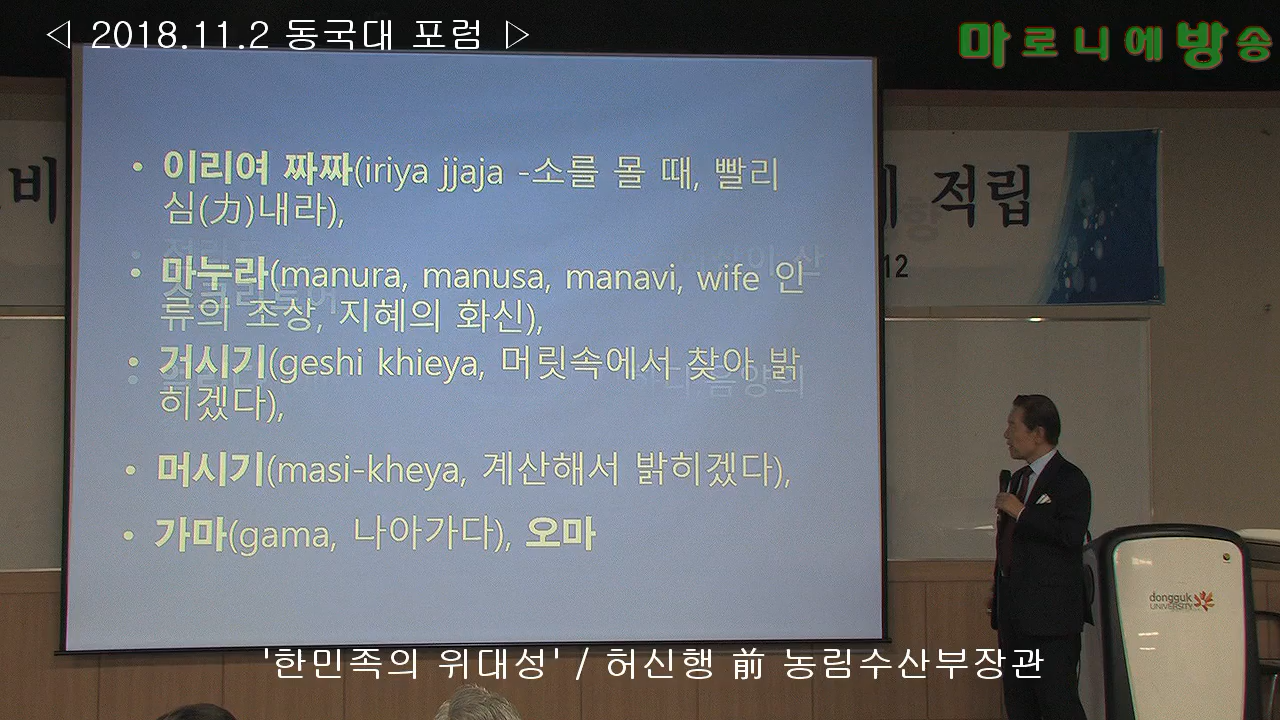 ◁ 2018.11.2 동국대 포럼 ▷
마로니에방송
비
적립
12
• 이리여 짜짜(iriya jjaja -소를 몰 때, 빨리
심(力)내라),
• 마누라(manura, manusa, manavi, wife 인
류의 조상, 지혜의 화신),
• 거시기(geshi khieya, 머릿속에서 찾아 밝
히겠다),
• 머시기(masi-kheya, 계산해서 밝히겠다),
• 가마(gama, 나아가다), 오마
dongguk
UNIVERSITY
'한민족의 위대성' / 허신행 前 농림수산부장관